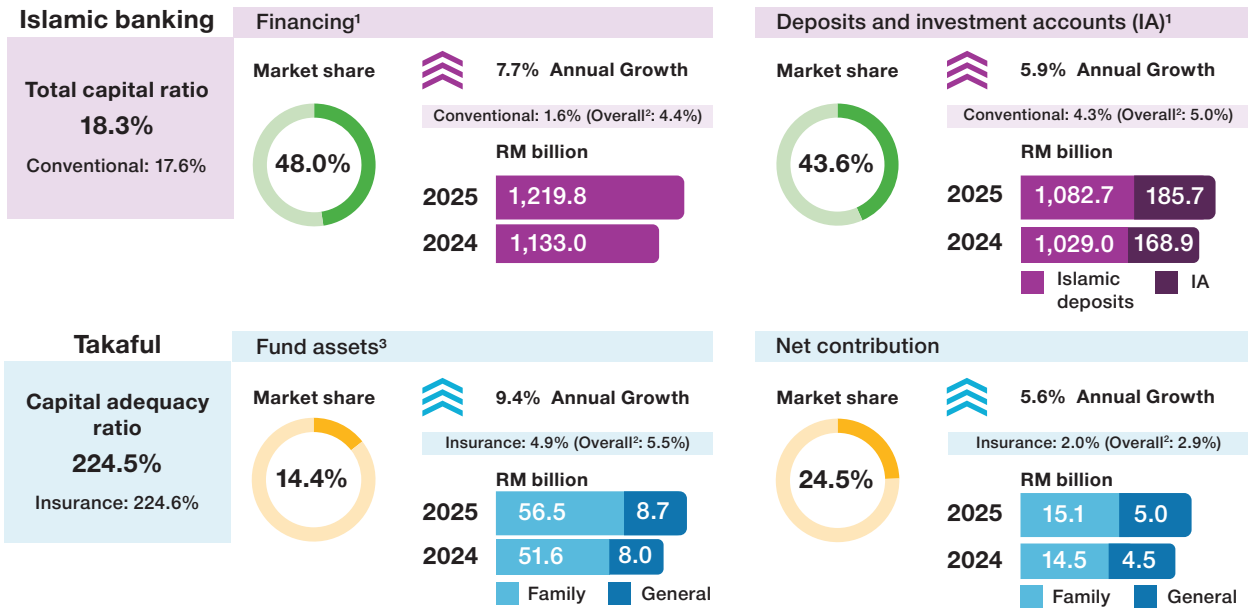 Islamic banking
Total capital ratio
18.3%
Conventional: 17.6%
Financing¹
Market share
48.0%
7.7% Annual Growth
Conventional: 1.6% (Overall²: 4.4%)
RM billion
2025 1,219.8
2024 1,133.0
Deposits and investment accounts (IA)¹
Market share
43.6%
5.9% Annual Growth
Conventional: 4.3% (Overall²: 5.0%)
RM billion
2025 1,082.7 185.7
2024 1,029.0 168.9
Islamic
deposits
IA
Takaful
Capital adequacy
ratio
224.5%
Insurance: 224.6%
Fund assets³
Market share
14.4%
9.4% Annual Growth
Insurance: 4.9% (Overall²: 5.5%)
RM billion
2025 56.5 8.7
2024 51.6 8.0
Family General
Net contribution
Market share
24.5%
5.6% Annual Growth
Insurance: 2.0% (Overall²: 2.9%)
RM billion
2025 15.1 5.0
2024 14.5 4.5
Family General